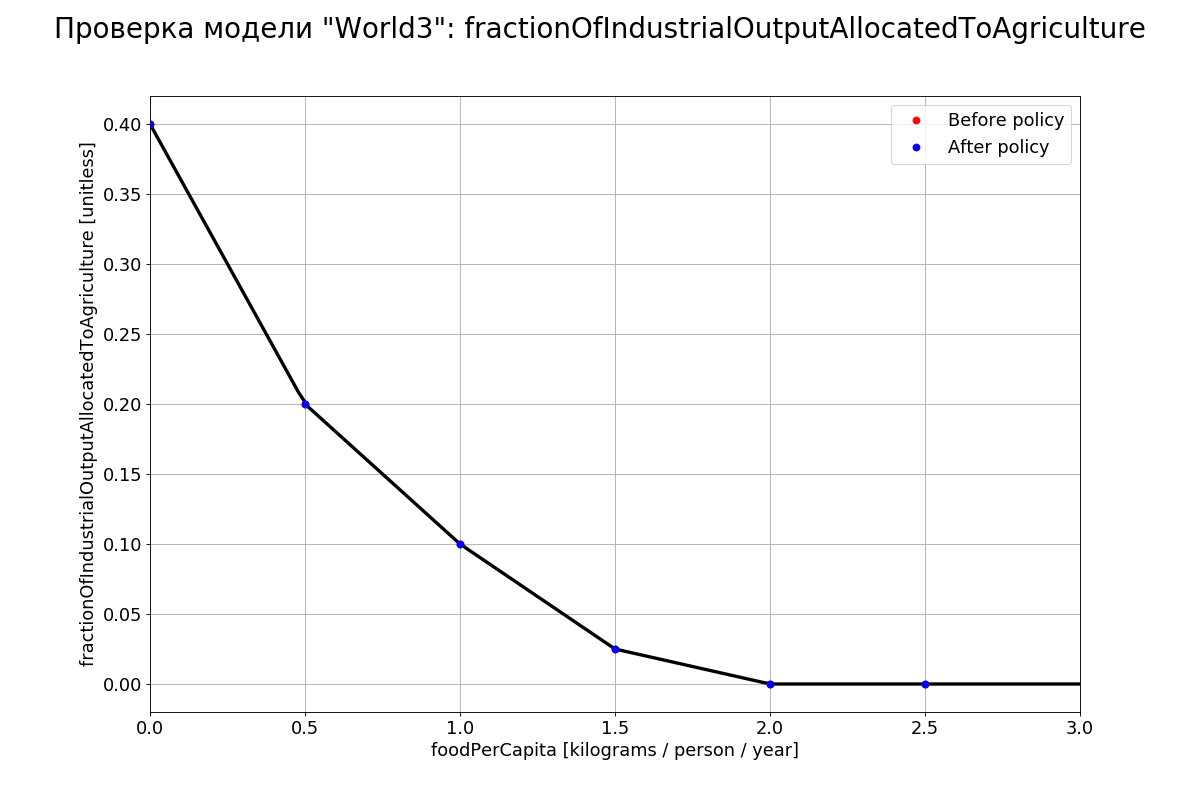 Проверка модели "World3": fractionOfIndustrialOutputAllocatedToAgriculture
Before policy
After policy
fractionOfIndustrialOutputAllocatedToAgriculture [unitless]
0.40
0.35
0.30
0.25
0.20
0.15
0.10
0.05
0.00
0.0 0.5 1.0 1.5 2.0 2.5 3.0
foodPerCapita [kilograms / person / year]